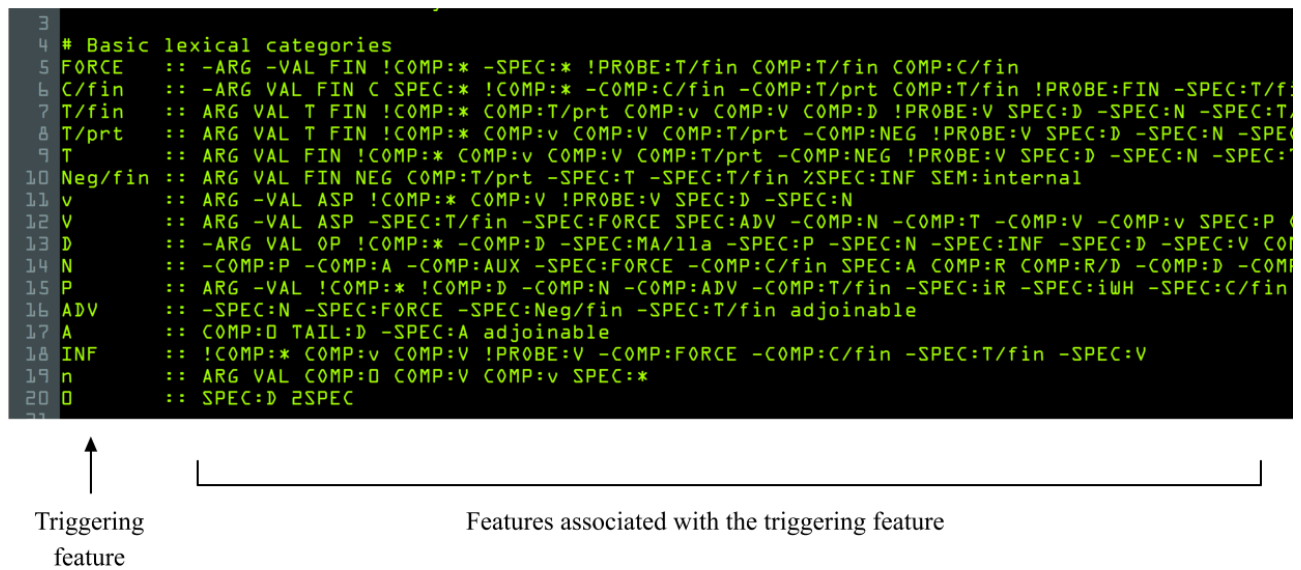 3
4 # Basic lexical categories
5 FORCE :: -ARG -VAL FIN !COMP:* -SPEC:* !PROBE:T/fin COMP:T/fin COMP:C/fin
6 C/fin :: -ARG VAL FIN C SPEC:* !COMP:* -COMP:C/fin -COMP:T/prt COMP:T/fin !PROBE:FIN -SPEC:T/fi
7 T/fin :: ARG VAL T FIN !COMP:* COMP:T/prt COMP:v COMP:V COMP:D !PROBE:V SPEC:D -SPEC:N -SPEC:T/
8 T/prt :: ARG VAL T FIN !COMP:* COMP:v COMP:V COMP:T/prt -COMP:NEG !PROBE:V SPEC:D -SPEC:N -SPEC
9 T :: ARG VAL FIN !COMP:* COMP:v COMP:V COMP:T/prt -COMP:NEG !PROBE:V SPEC:D -SPEC:N -SPEC:
10 Neg/fin :: ARG VAL FIN NEG COMP:T/prt -SPEC:T -SPEC:T/fin %SPEC:INF SEM:internal
11 v :: ARG -VAL ASP !COMP:* COMP:V !PROBE:V SPEC:D -SPEC:N
12 V :: ARG -VAL ASP -SPEC:T/fin -SPEC:FORCE SPEC:ADV -COMP:N -COMP:T -COMP:V -COMP:v SPEC:P
13 D :: -ARG VAL OP !COMP:* -COMP:D -SPEC:MA/lla -SPEC:P -SPEC:N -SPEC:INF -SPEC:D -SPEC:V COM
14 N :: -COMP:P -COMP:A -COMP:AUX -SPEC:FORCE -COMP:C/fin SPEC:A COMP:R COMP:R/D -COMP:D -COMP
15 P :: ARG -VAL !COMP:* !COMP:D -COMP:N -COMP:ADV -COMP:T/fin -SPEC:iR -SPEC:iWH -SPEC:C/fin
16 ADV :: -SPEC:N -SPEC:FORCE -SPEC:Neg/fin -SPEC:T/fin adjoinable
17 A :: COMP:0 TAIL:D -SPEC:A adjoinable
18 INF :: !COMP:* COMP:v COMP:V !PROBE:V -COMP:FORCE -COMP:C/fin -SPEC:T/fin -SPEC:V
19 n :: ARG VAL COMP:0 COMP:V COMP:v SPEC:*
20 0 :: SPEC:D 2SPEC
Triggering
feature
Features associated with the triggering feature